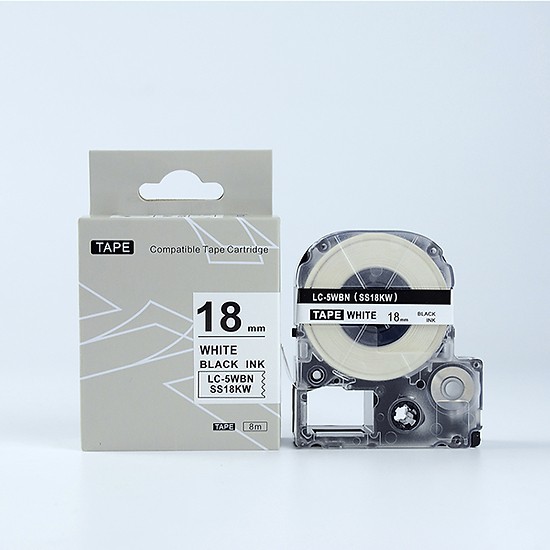 TAPE
Compatible Tape Cartridge
18 mm
WHITE
BLACK INK
LC-5WBN
SS18KW
TAPE 8m
LC-5WBN (SS18KW)
TAPE WHITE 18mm BLACK INK